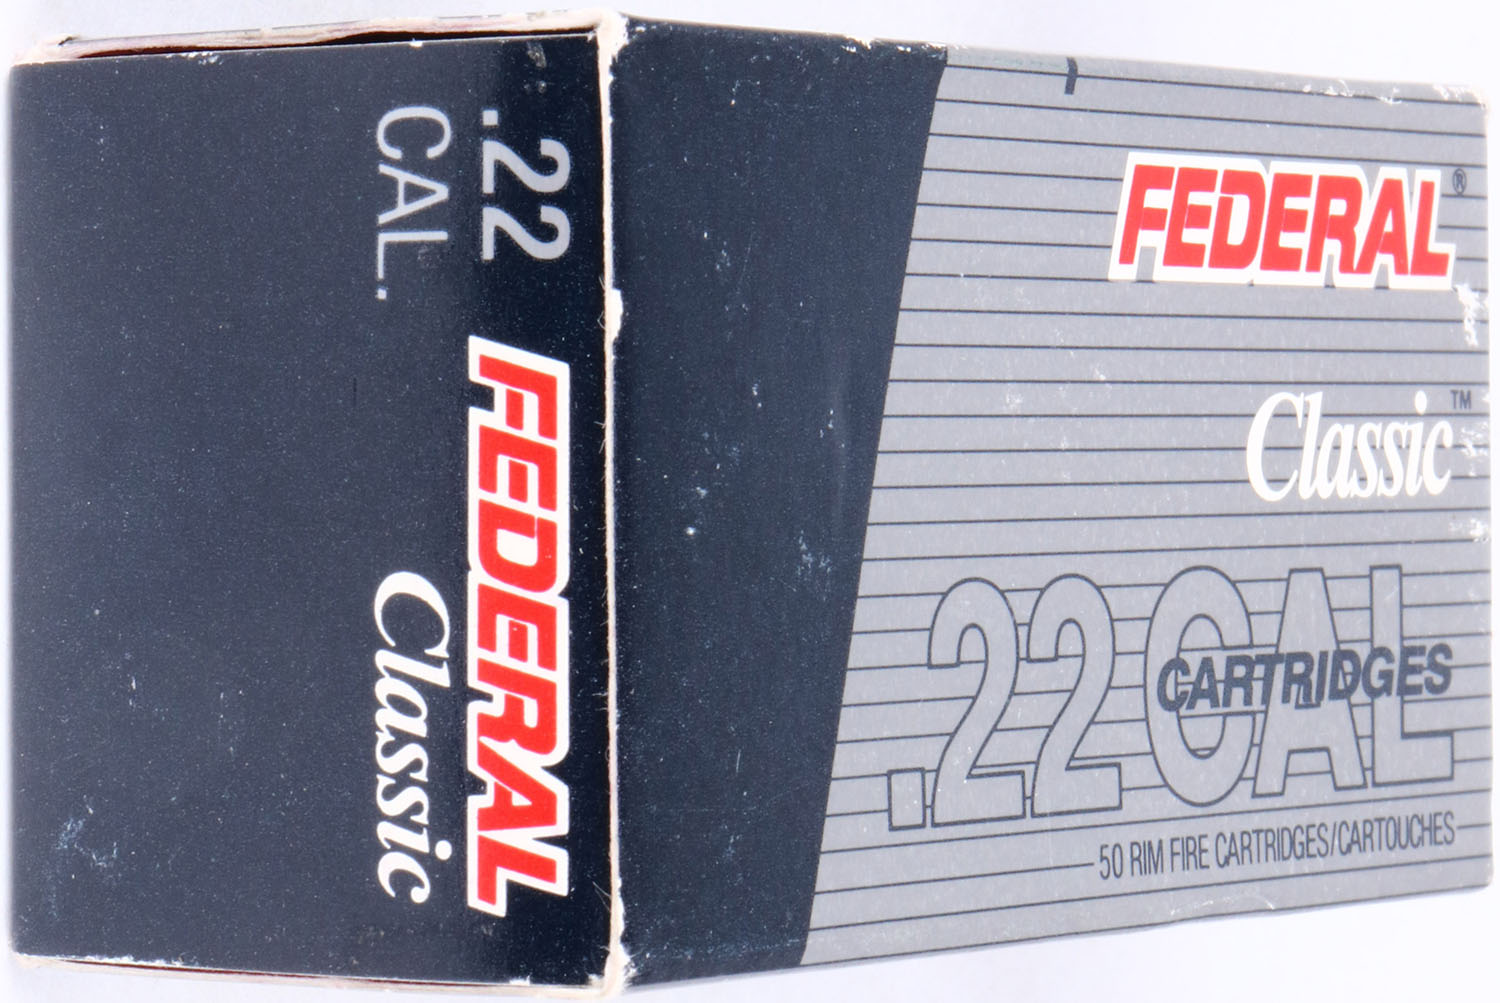 .22
CAL.
FEDERAL
Classic
FEDERAL®
Classic™
.22 CAL
CARTRIDGES
50 RIM FIRE CARTRIDGES/CARTOUCHES